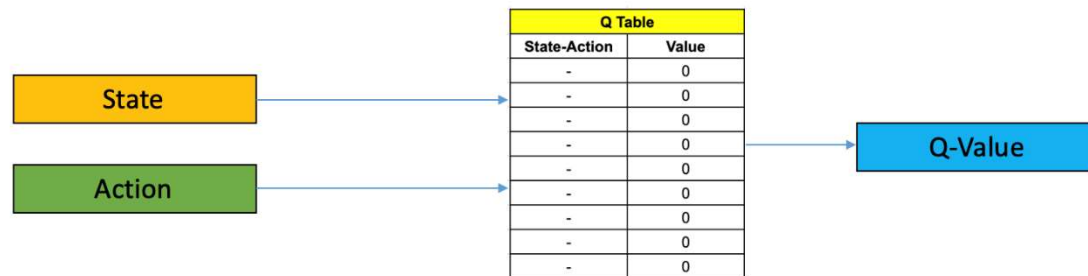 Q Table
State-Action Value
- 0
- 0
- 0
- 0
- 0
- 0
- 0
- 0
- 0
State
Action
Q-Value